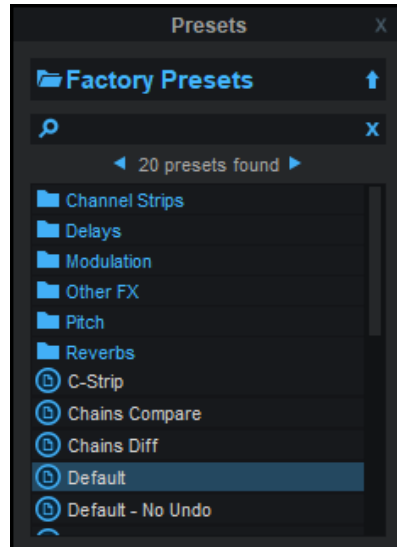 Presets X
Factory Presets
X
20 presets found
Channel Strips
Delays
Modulation
Other FX
Pitch
Reverbs
C-Strip
Chains Compare
Chains Diff
Default
Default - No Undo